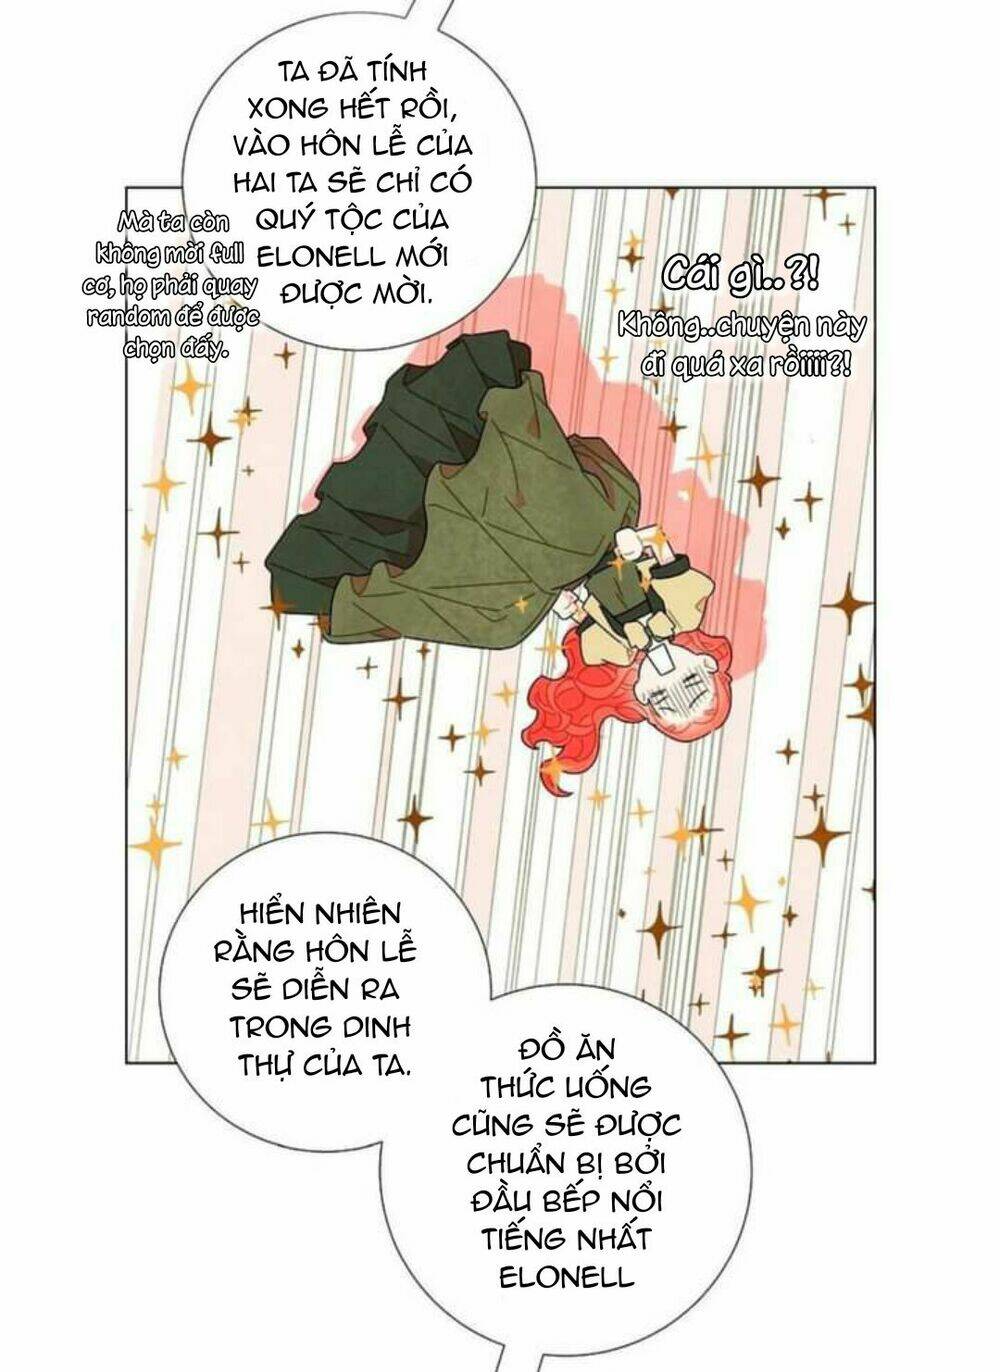 TA ĐÃ TÍNH
XONG HẾT RỒI,
VÀO HÔN LỄ CỦA
HAI TA SẼ CHỈ CÓ
QUÝ TỘC CỦA
ELONELL MỚI
ĐƯỢC MỜI.
Mà ta còn
không mời full
cơ, họ phải quay
random để được
chọn đấy.
Cái gì..?!
Không..chuyện này
đi quá xa rồiiii?!
HIỂN NHIÊN
RẰNG HÔN LỄ
SẼ DIỄN RA
TRONG DINH
THỰ CỦA TA.
ĐỒ ĂN
THỨC UỐNG
CŨNG SẼ ĐƯỢC
CHUẨN BỊ BỞI
ĐẦU BẾP NỔI
TIẾNG NHẤT
ELONELL